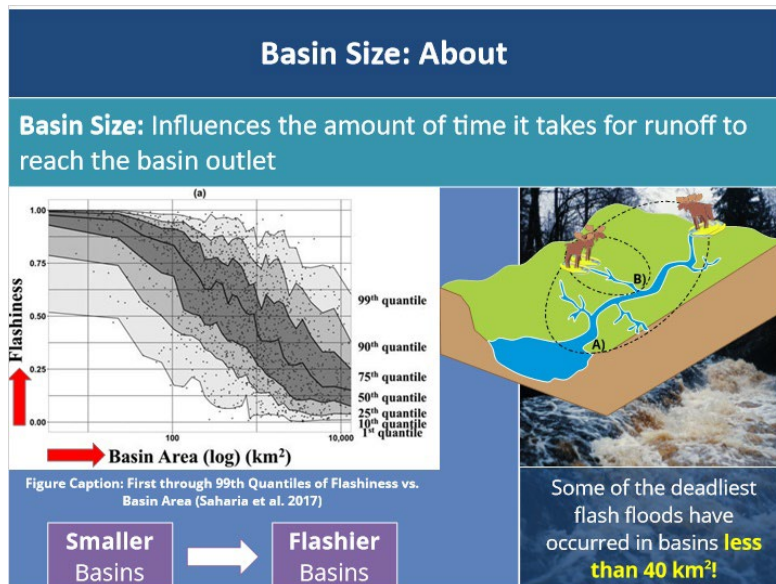 Basin Size: About
Basin Size: Influences the amount of time it takes for runoff to
reach the basin outlet
(a)
1.00
0.75
0.50
0.25
0.00
Flashiness
99th quantile
90th quantile
75th quantile
50th quantile
25th quantile
10th quantile
1st quantile
100
10,000
Basin Area (log) (km²)
Figure Caption: First through 99th Quantiles of Flashiness vs.
Basin Area (Saharia et al. 2017)
Smaller
Basins
Flashier
Basins
B)
A)
Some of the deadliest
flash floods have
occurred in basins less
than 40 km²!